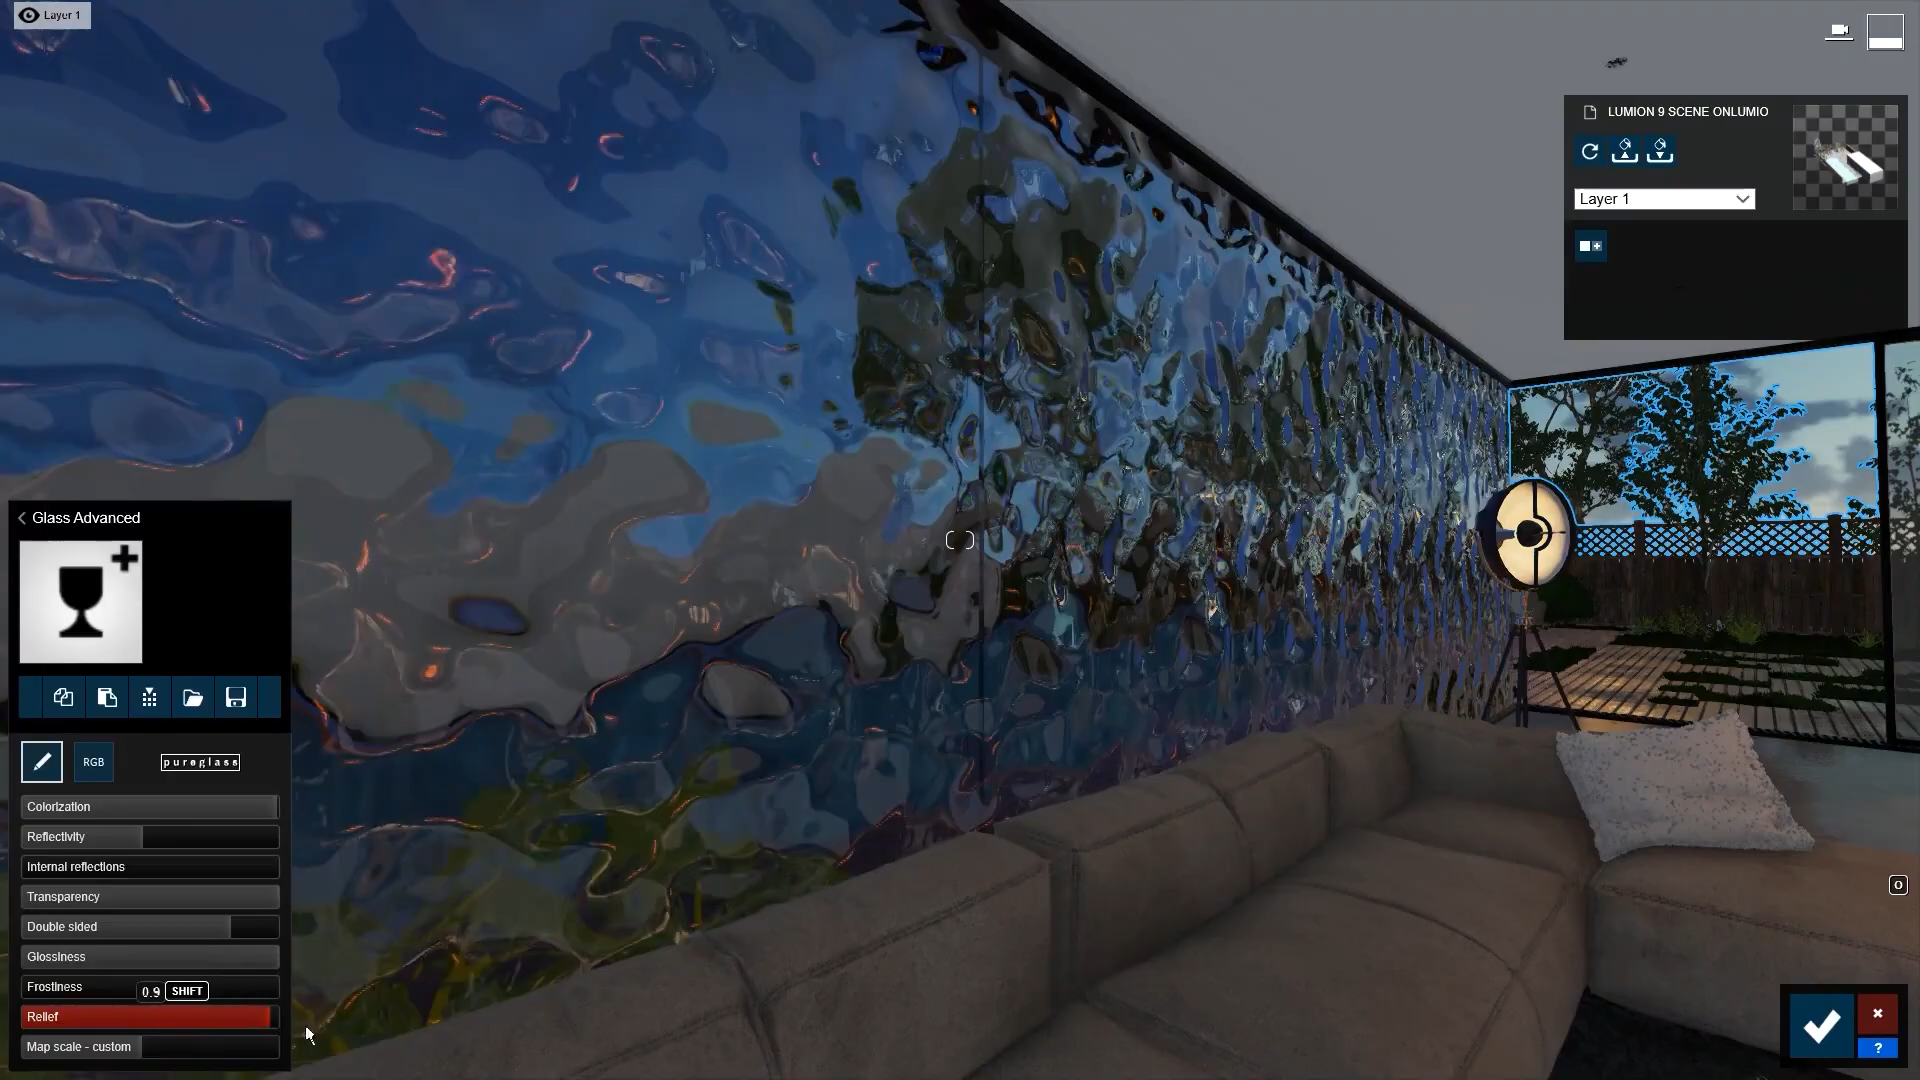 Layer 1
LUMION 9 SCENE ONLUMIO
Layer 1
Glass Advanced
RGB
pureglass
Colorization
Reflectivity
Internal reflections
Transparency
Double sided
Glossiness
Frostiness
0.9 SHIFT
Relief
Map scale - custom
O
?